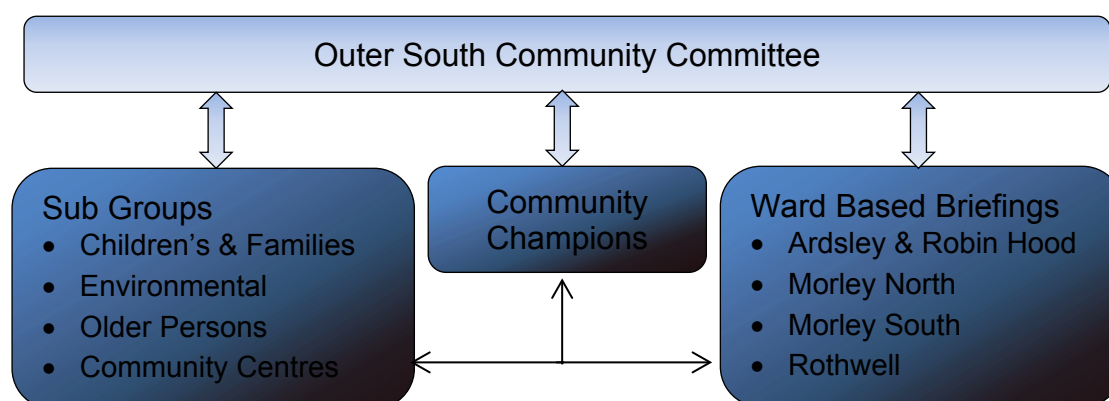 Outer South Community Committee
Sub Groups
• Children’s & Families
• Environmental
• Older Persons
• Community Centres
Community
Champions
Ward Based Briefings
• Ardsley & Robin Hood
• Morley North
• Morley South
• Rothwell